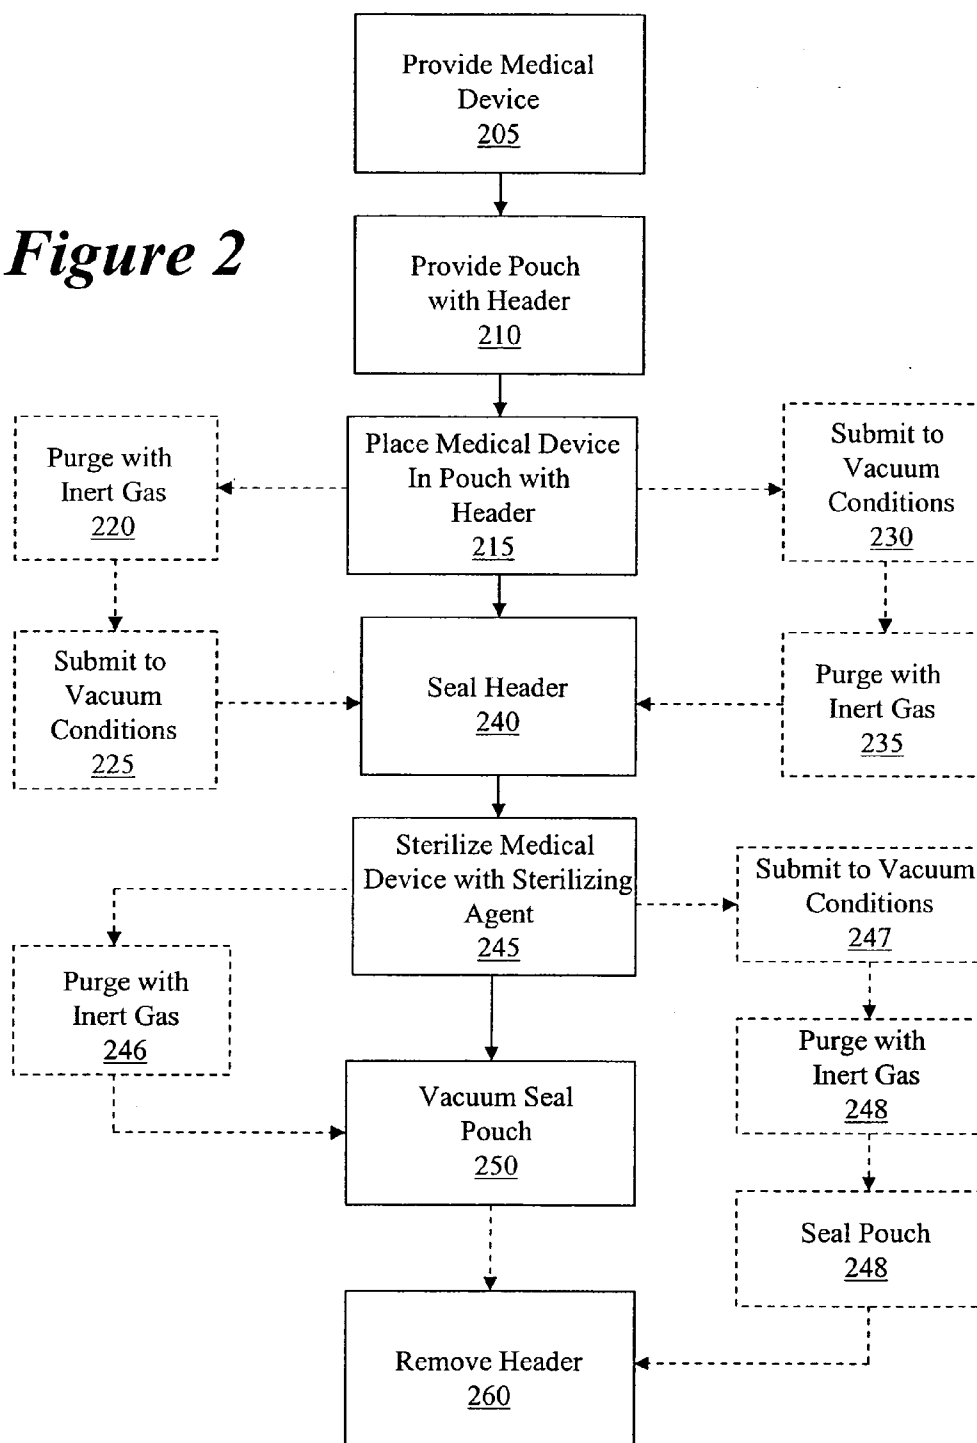 Provide Medical
Device
205
Figure 2
Provide Pouch
with Header
210
Place Medical Device
In Pouch with
Header
215
Purge with
Inert Gas
220
Submit to
Vacuum
Conditions
230
Submit to
Vacuum
Conditions
225
Seal Header
240
Purge with
Inert Gas
235
Sterilize Medical
Device with Sterilizing
Agent
245
Submit to Vacuum
Conditions
247
Purge with
Inert Gas
246
Purge with
Inert Gas
248
Vacuum Seal
Pouch
250
Seal Pouch
248
Remove Header
260